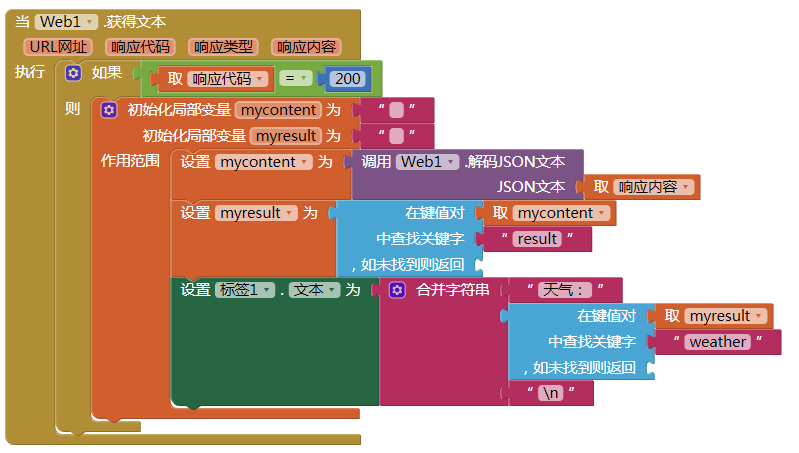 当 Web1 .获得文本
URL网址 响应代码 响应类型 响应内容
执行 如果 取 响应代码 = 200
则 初始化局部变量 mycontent 为 “ ”
初始化局部变量 myresult 为 “ ”
作用范围 设置 mycontent 为 调用 Web1 .解码JSON文本
JSON文本 取 响应内容
设置 myresult 为 在键值对 取 mycontent
中查找关键字 “ result ”
，如未找到则返回
设置 标签1 . 文本 为 合并字符串 “ 天气： ”
在键值对 取 myresult
中查找关键字 “ weather ”
，如未找到则返回
“ \n ”